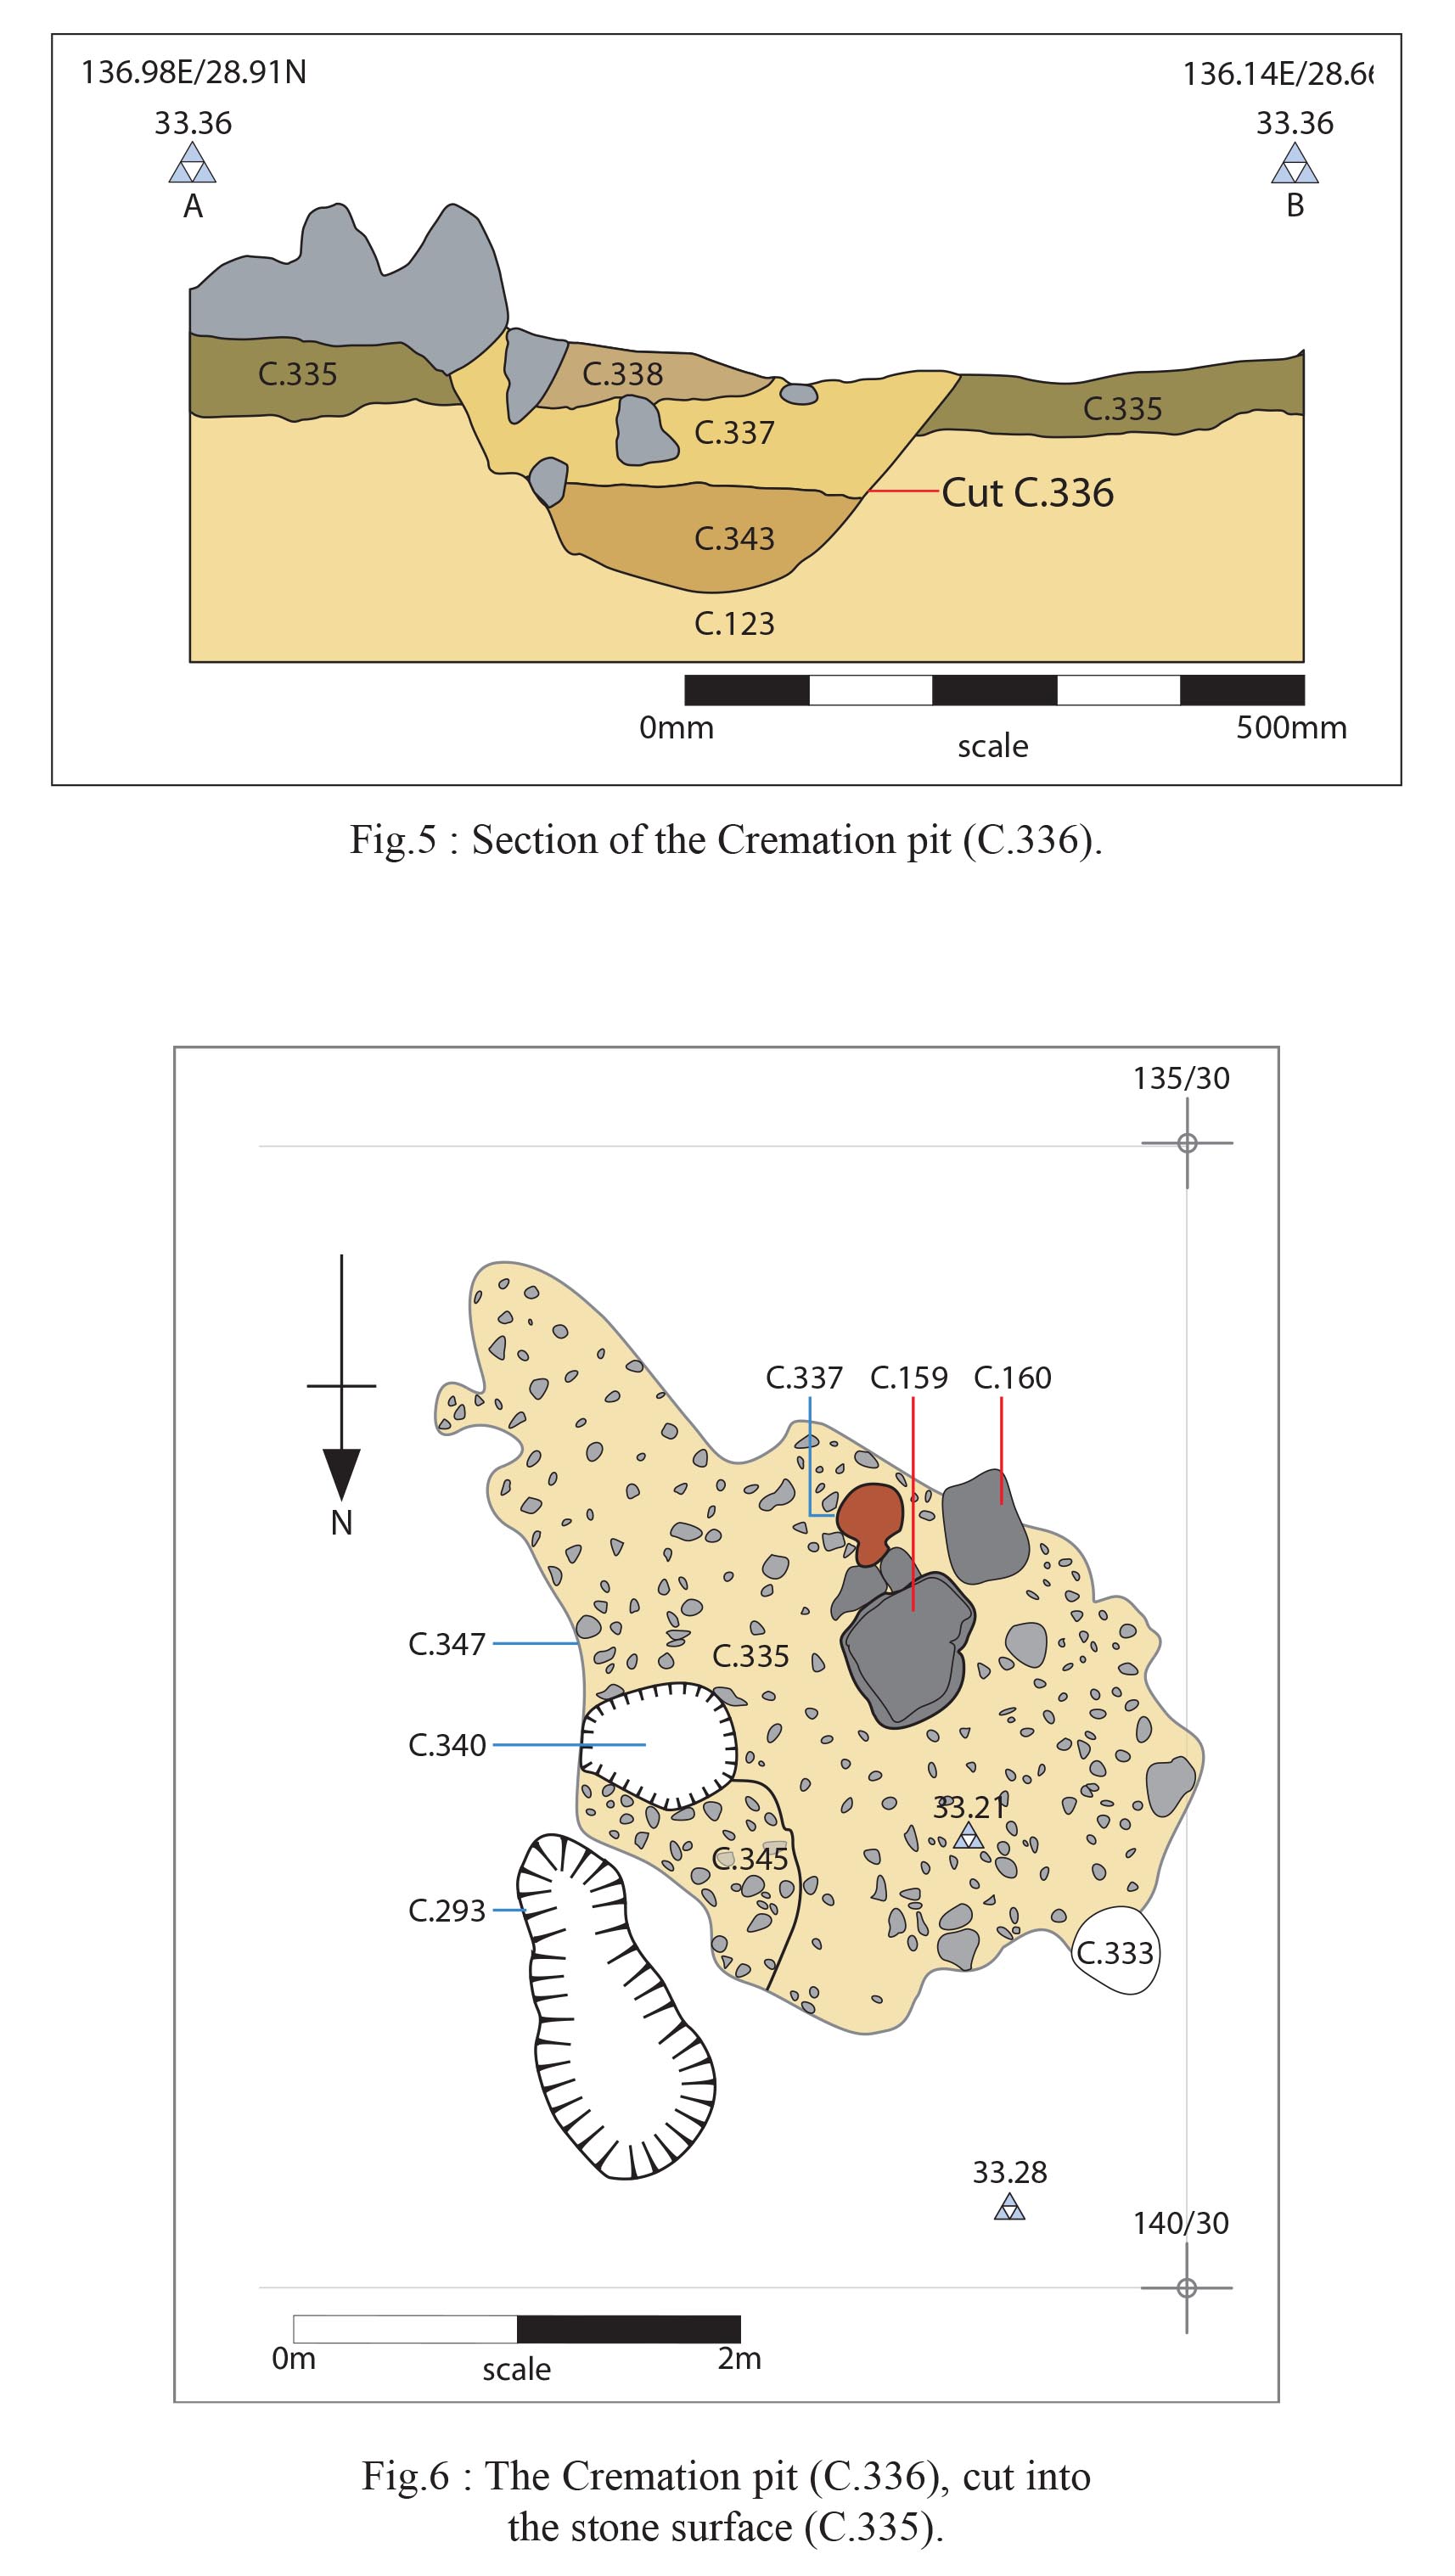 136.98E/28.91N
136.14E/28.6
33.36
33.36
A
B
C.335
C.338
C.335
C.337
Cut C.336
C.343
C.123
0mm
500mm
scale
Fig.5 : Section of the Cremation pit (C.336).
135/30
N
C.337
C.159
C.160
C.347
C.335
C.340
33.21
C.345
C.293
C.333
33.28
140/30
0m
2m
scale
Fig.6 : The Cremation pit (C.336), cut into
the stone surface (C.335).